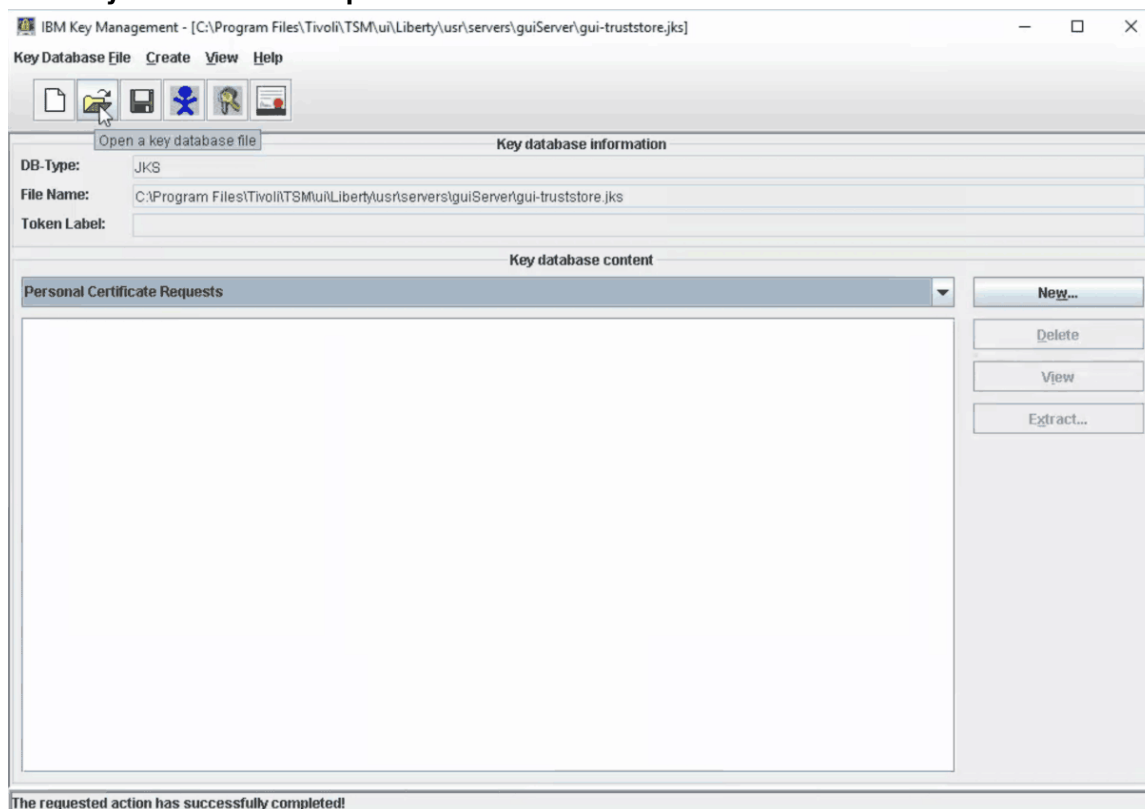 IBM Key Management - [C:\Program Files\Tivoli\TSM\ui\Liberty\usr\servers\guiServer\gui-truststore.jks]
Key Database File Create View Help
Open a key database file
Key database information
DB-Type: JKS
File Name: C:\Program Files\Tivoli\TSM\ui\Liberty\usr\servers\guiServer\gui-truststore.jks
Token Label:
Key database content
Personal Certificate Requests
New...
Delete
View
Extract...
The requested action has successfully completed!